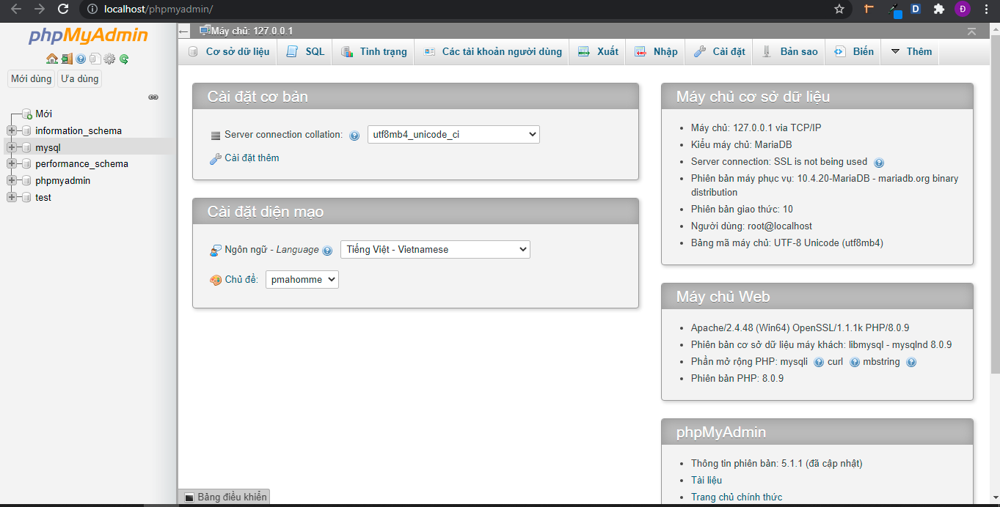 localhost/phpmyadmin/
Đ
phpMyAdmin
Mới dùng
Ưa dùng
Mới
information_schema
mysql
performance_schema
phpmyadmin
test
Máy chủ: 127.0.0.1
Cơ sở dữ liệu
SQL
Tình trạng
Các tài khoản người dùng
Xuất
Nhập
Cài đặt
Bản sao
Biến
Thêm
Cài đặt cơ bản
Server connection collation:
utf8mb4_unicode_ci
Cài đặt thêm
Cài đặt diện mạo
Ngôn ngữ - Language
Tiếng Việt - Vietnamese
Chủ đề:
pmahomme
Máy chủ cơ sở dữ liệu
Máy chủ: 127.0.0.1 via TCP/IP
Kiểu máy chủ: MariaDB
Server connection: SSL is not being used
Phiên bản máy phục vụ: 10.4.20-MariaDB - mariadb.org binary
distribution
Phiên bản giao thức: 10
Người dùng: root@localhost
Bảng mã máy chủ: UTF-8 Unicode (utf8mb4)
Máy chủ Web
Apache/2.4.48 (Win64) OpenSSL/1.1.1k PHP/8.0.9
Phiên bản cơ sở dữ liệu máy khách: libmysql - mysqlnd 8.0.9
Phần mở rộng PHP: mysqli curl mbstring
Phiên bản PHP: 8.0.9
phpMyAdmin
Thông tin phiên bản: 5.1.1 (đã cập nhật)
Tài liệu
Trang chủ chính thức
Bảng điều khiển